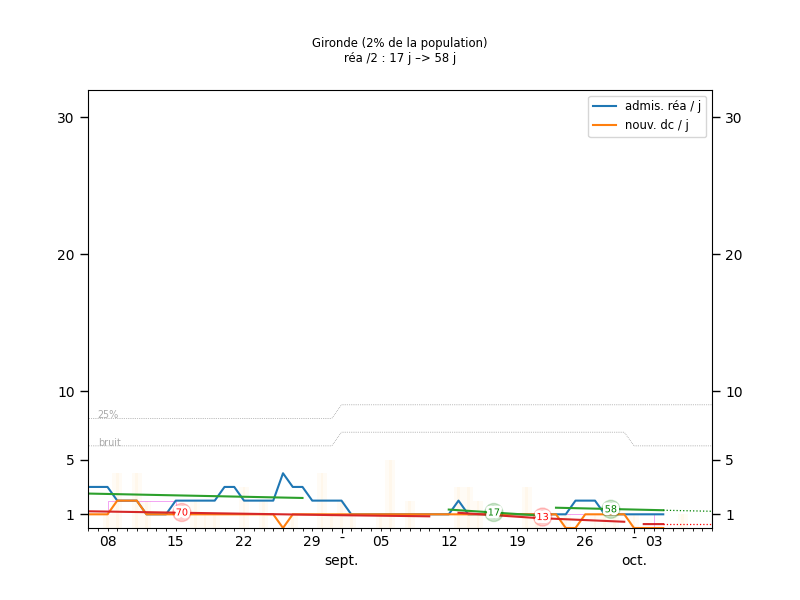 Gironde (2% de la population)
réa /2 : 17 j –> 58 j
admis. réa / j
nouv. dc / j
30 30
20 20
10 10
25%
bruit
5 5
70 17 13 58
1 1
08 15 22 29 - 05 12 19 26 - 03
sept. oct.